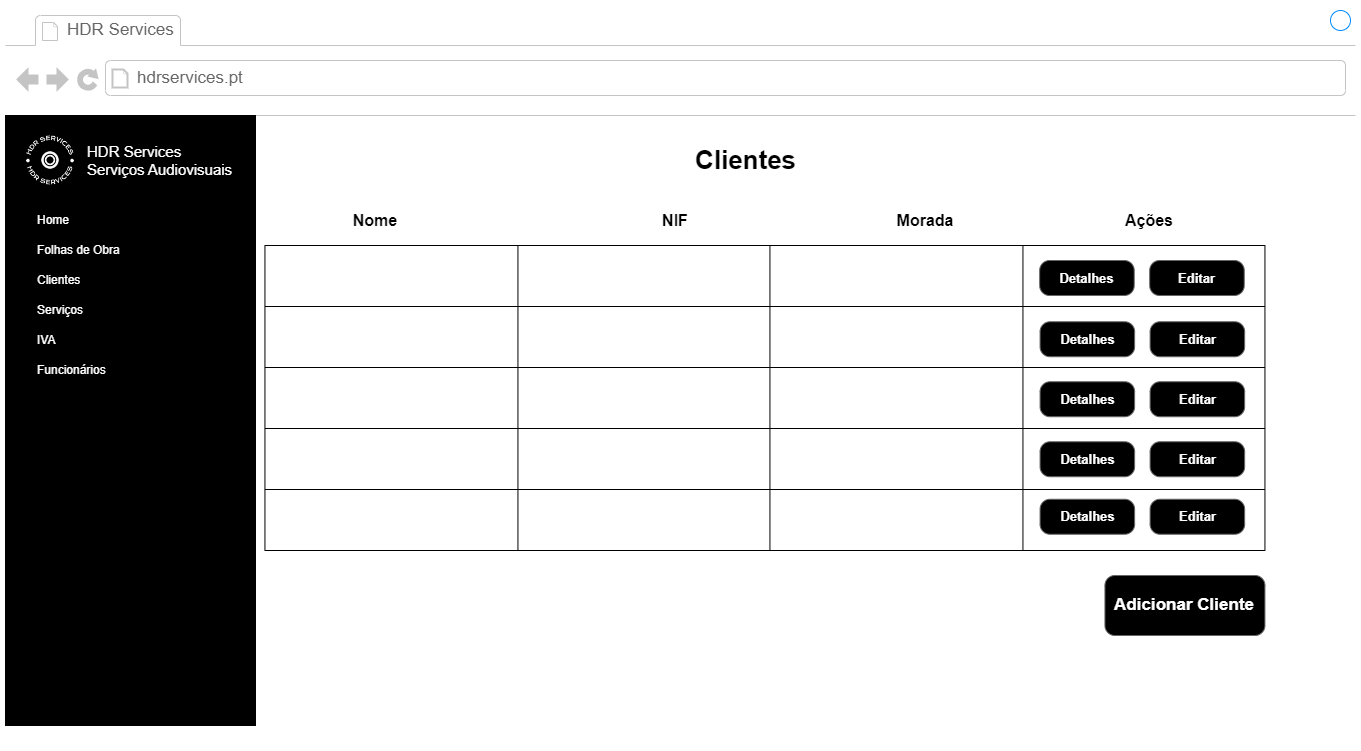 HDR Services
hdrservices.pt
HDR SERVICES
HDR SERVICES
HDR Services
Serviços Audiovisuais
Home
Folhas de Obra
Clientes
Serviços
IVA
Funcionários
Clientes
Nome NIF Morada Ações
Detalhes Editar
Detalhes Editar
Detalhes Editar
Detalhes Editar
Detalhes Editar
Adicionar Cliente